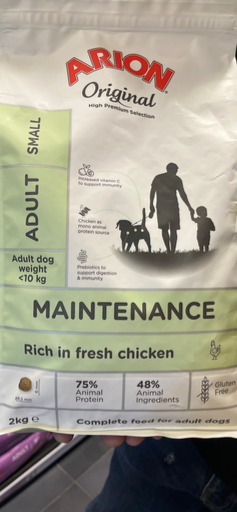 ARION
Original
High Premium Selection
ADULT SMALL
Increased vitamin C
to support immunity
Chicken as
mono animal
protein source
Prebiotics to
support digestion
& immunity
Adult dog
weight
<10 kg
MAINTENANCE
Rich in fresh chicken
75%
Animal
Protein
48%
Animal
Ingredients
Gluten
Free
2kg e
Complete feed for adult dogs